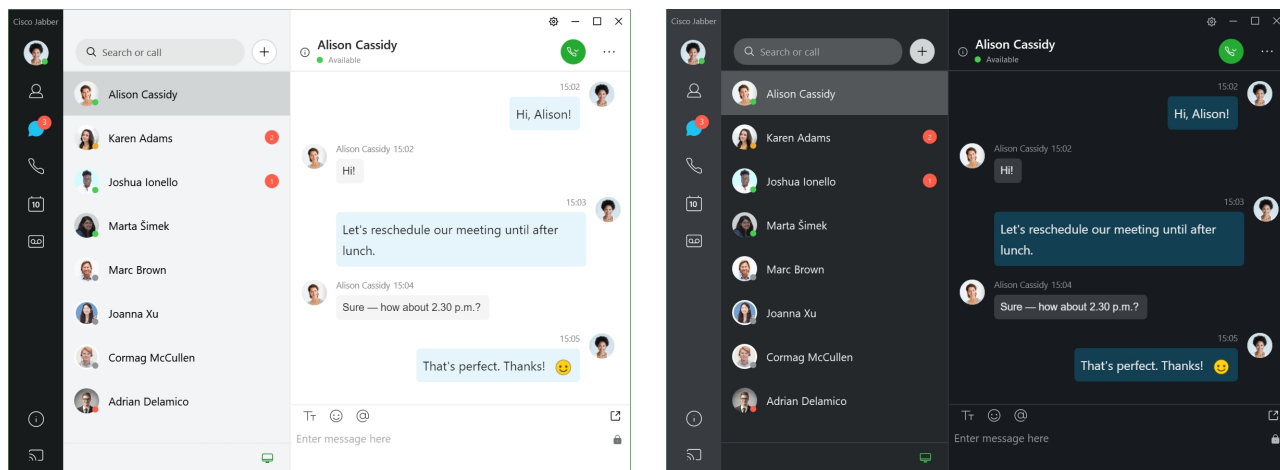 Cisco Jabber
Search or call
Alison Cassidy
Available
3
10
Alison Cassidy
Karen Adams
2
Joshua Ionello
1
Marta Šimek
Marc Brown
Joanna Xu
Cormag McCullen
Adrian Delamico
15:02
Hi, Alison!
Alison Cassidy 15:02
Hi!
15:03
Let's reschedule our meeting until after
lunch.
Alison Cassidy 15:04
Sure — how about 2.30 p.m.?
15:05
That's perfect. Thanks!
TT
@
Enter message here
Cisco Jabber
Search or call
Alison Cassidy
Available
3
10
Alison Cassidy
Karen Adams
2
Joshua Ionello
1
Marta Šimek
Marc Brown
Joanna Xu
Cormag McCullen
Adrian Delamico
15:02
Hi, Alison!
Alison Cassidy 15:02
Hi!
15:03
Let's reschedule our meeting until after
lunch.
Alison Cassidy 15:04
Sure — how about 2.30 p.m.?
15:05
That's perfect. Thanks!
TT
@
Enter message here